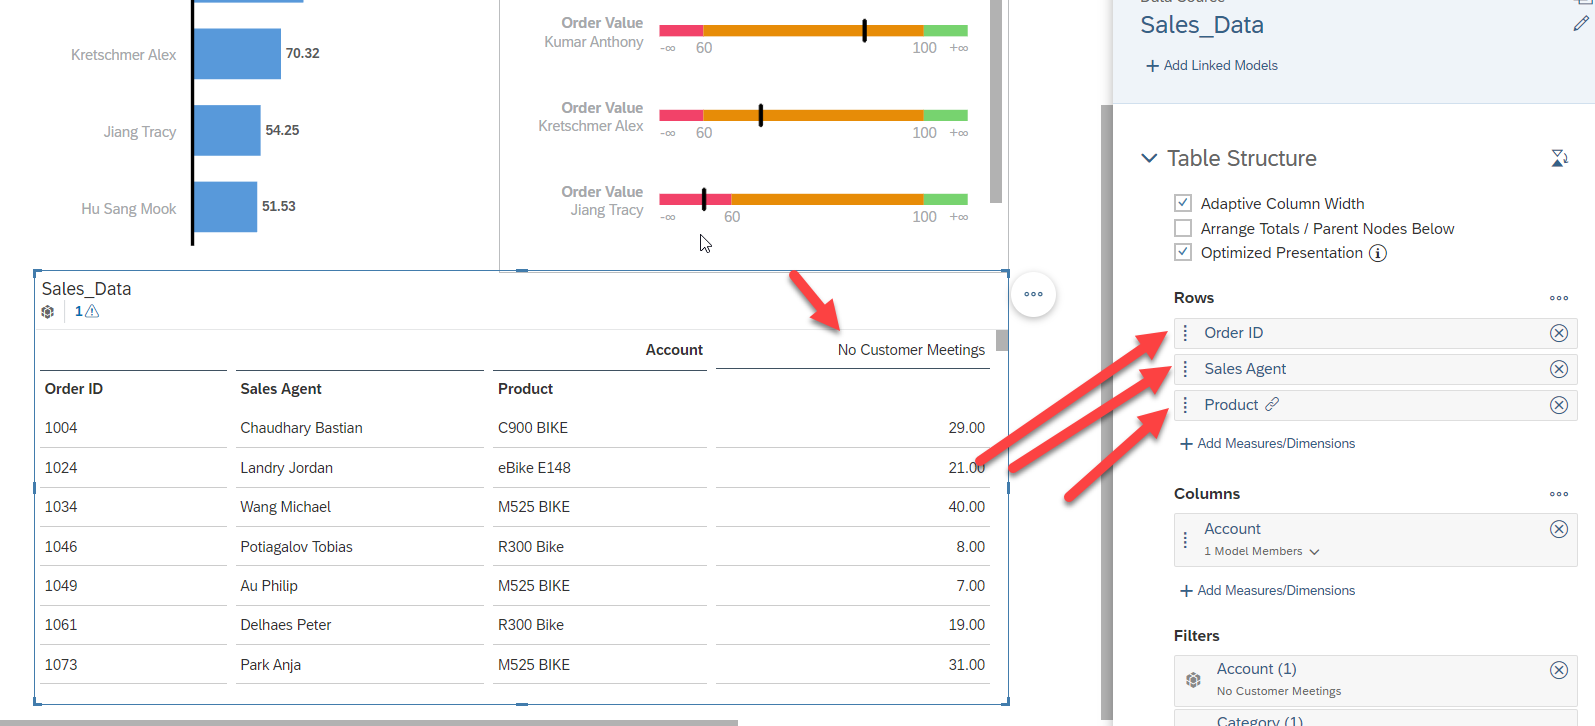 Kretschmer Alex
70.32
Jiang Tracy
54.25
Hu Sang Mook
51.53
Order Value
Kumar Anthony
-∞ 60 100 +∞
Order Value
Kretschmer Alex
-∞ 60 100 +∞
Order Value
Jiang Tracy
-∞ 60 100 +∞
Sales_Data
1
Account No Customer Meetings
Order ID Sales Agent Product
1004 Chaudhary Bastian C900 BIKE 29.00
1024 Landry Jordan eBike E148 21.00
1034 Wang Michael M525 BIKE 40.00
1046 Potiagalov Tobias R300 Bike 8.00
1049 Au Philip M525 BIKE 7.00
1061 Delhaes Peter R300 Bike 19.00
1073 Park Anja M525 BIKE 31.00
Data Source
Sales_Data
+ Add Linked Models
Table Structure
Adaptive Column Width
Arrange Totals / Parent Nodes Below
Optimized Presentation
Rows
Order ID
Sales Agent
Product
+ Add Measures/Dimensions
Columns
Account
1 Model Members
+ Add Measures/Dimensions
Filters
Account (1)
No Customer Meetings
Category (1)